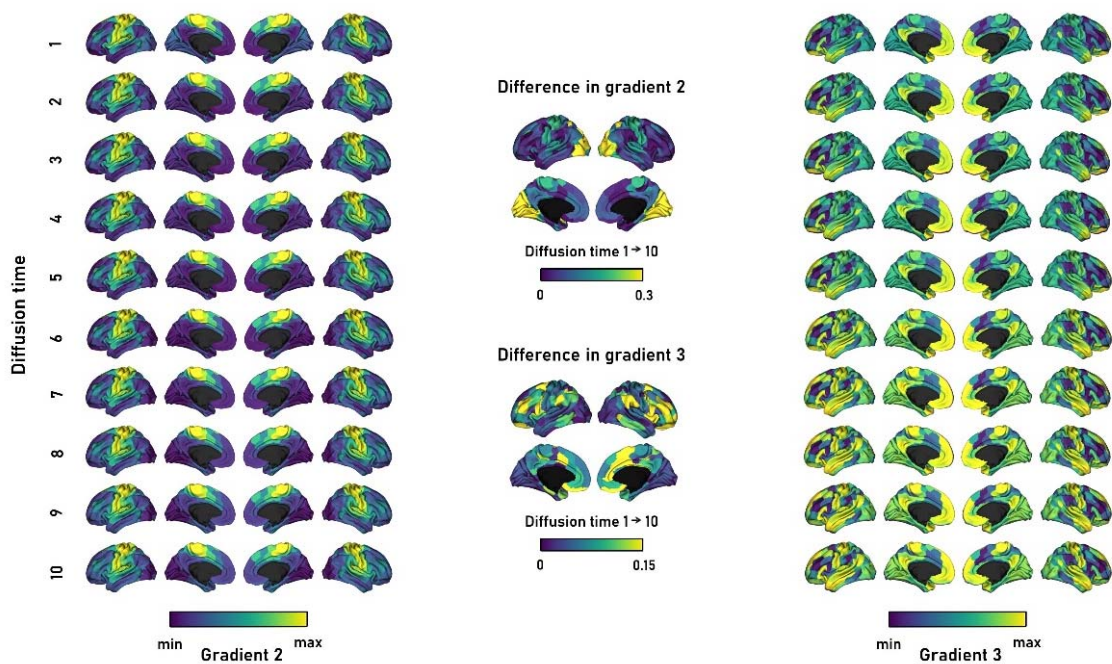 Diffusion time
1
2
3
4
5
6
7
8
9
10
min
max
Gradient 2
Difference in gradient 2
Diffusion time 1→10
0
0.3
Difference in gradient 3
Diffusion time 1→10
0
0.15
min
max
Gradient 3